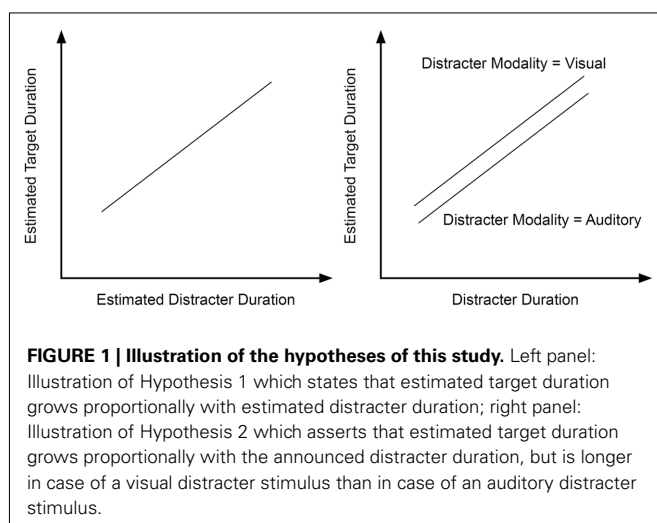 Estimated Target Duration
Estimated Distracter Duration
Estimated Target Duration
Distracter Modality = Visual
Distracter Modality = Auditory
Distracter Duration
FIGURE 1 | Illustration of the hypotheses of this study. Left panel:
Illustration of Hypothesis 1 which states that estimated target duration
grows proportionally with estimated distracter duration; right panel:
Illustration of Hypothesis 2 which asserts that estimated target duration
grows proportionally with the announced distracter duration, but is longer
in case of a visual distracter stimulus than in case of an auditory distracter
stimulus.